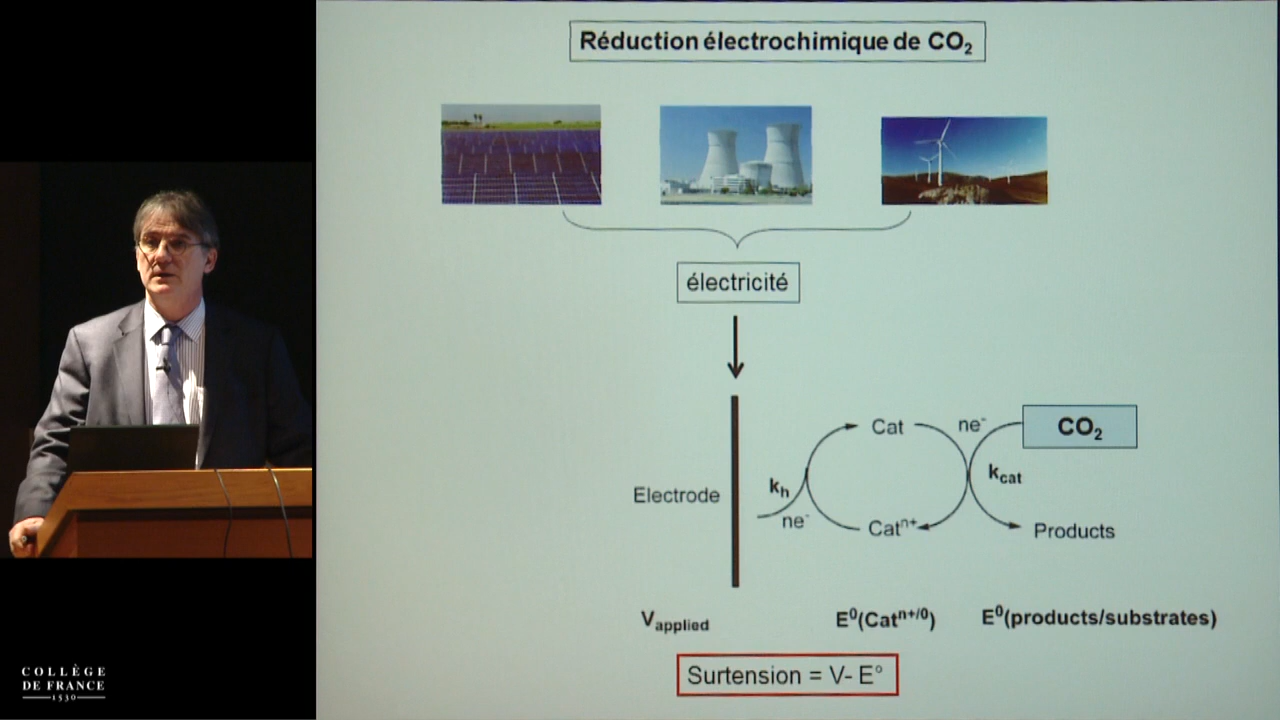 Réduction électrochimique de CO₂
électricité
Cat
ne⁻
CO₂
kcat
Electrode
kh
ne⁻
Catⁿ⁺
Products
Vapplied
E⁰(Catⁿ⁺/⁰)
E⁰(products/substrates)
Surtension = V- E°
COLLÈGE
DE FRANCE
1530